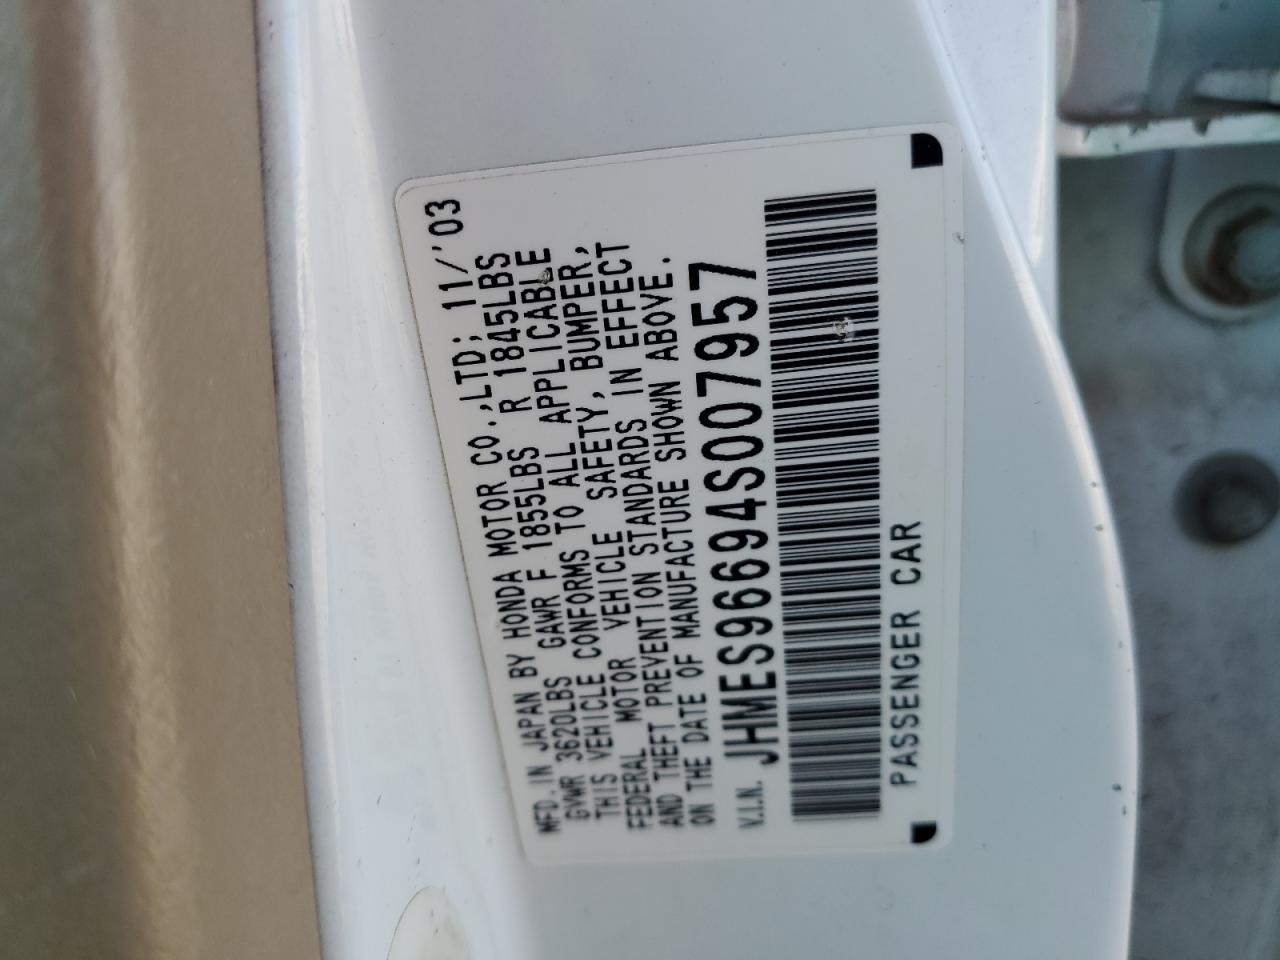 MFD. IN JAPAN BY HONDA MOTOR CO.,LTD; 11/'03
GVWR 3620LBS GAWR F 1855LBS R 1845LBS
THIS VEHICLE CONFORMS TO ALL APPLICABLE
FEDERAL MOTOR VEHICLE SAFETY, BUMPER,
AND THEFT PREVENTION STANDARDS IN EFFECT
ON THE DATE OF MANUFACTURE SHOWN ABOVE.
V.I.N. JHMES96694S007957
PASSENGER CAR